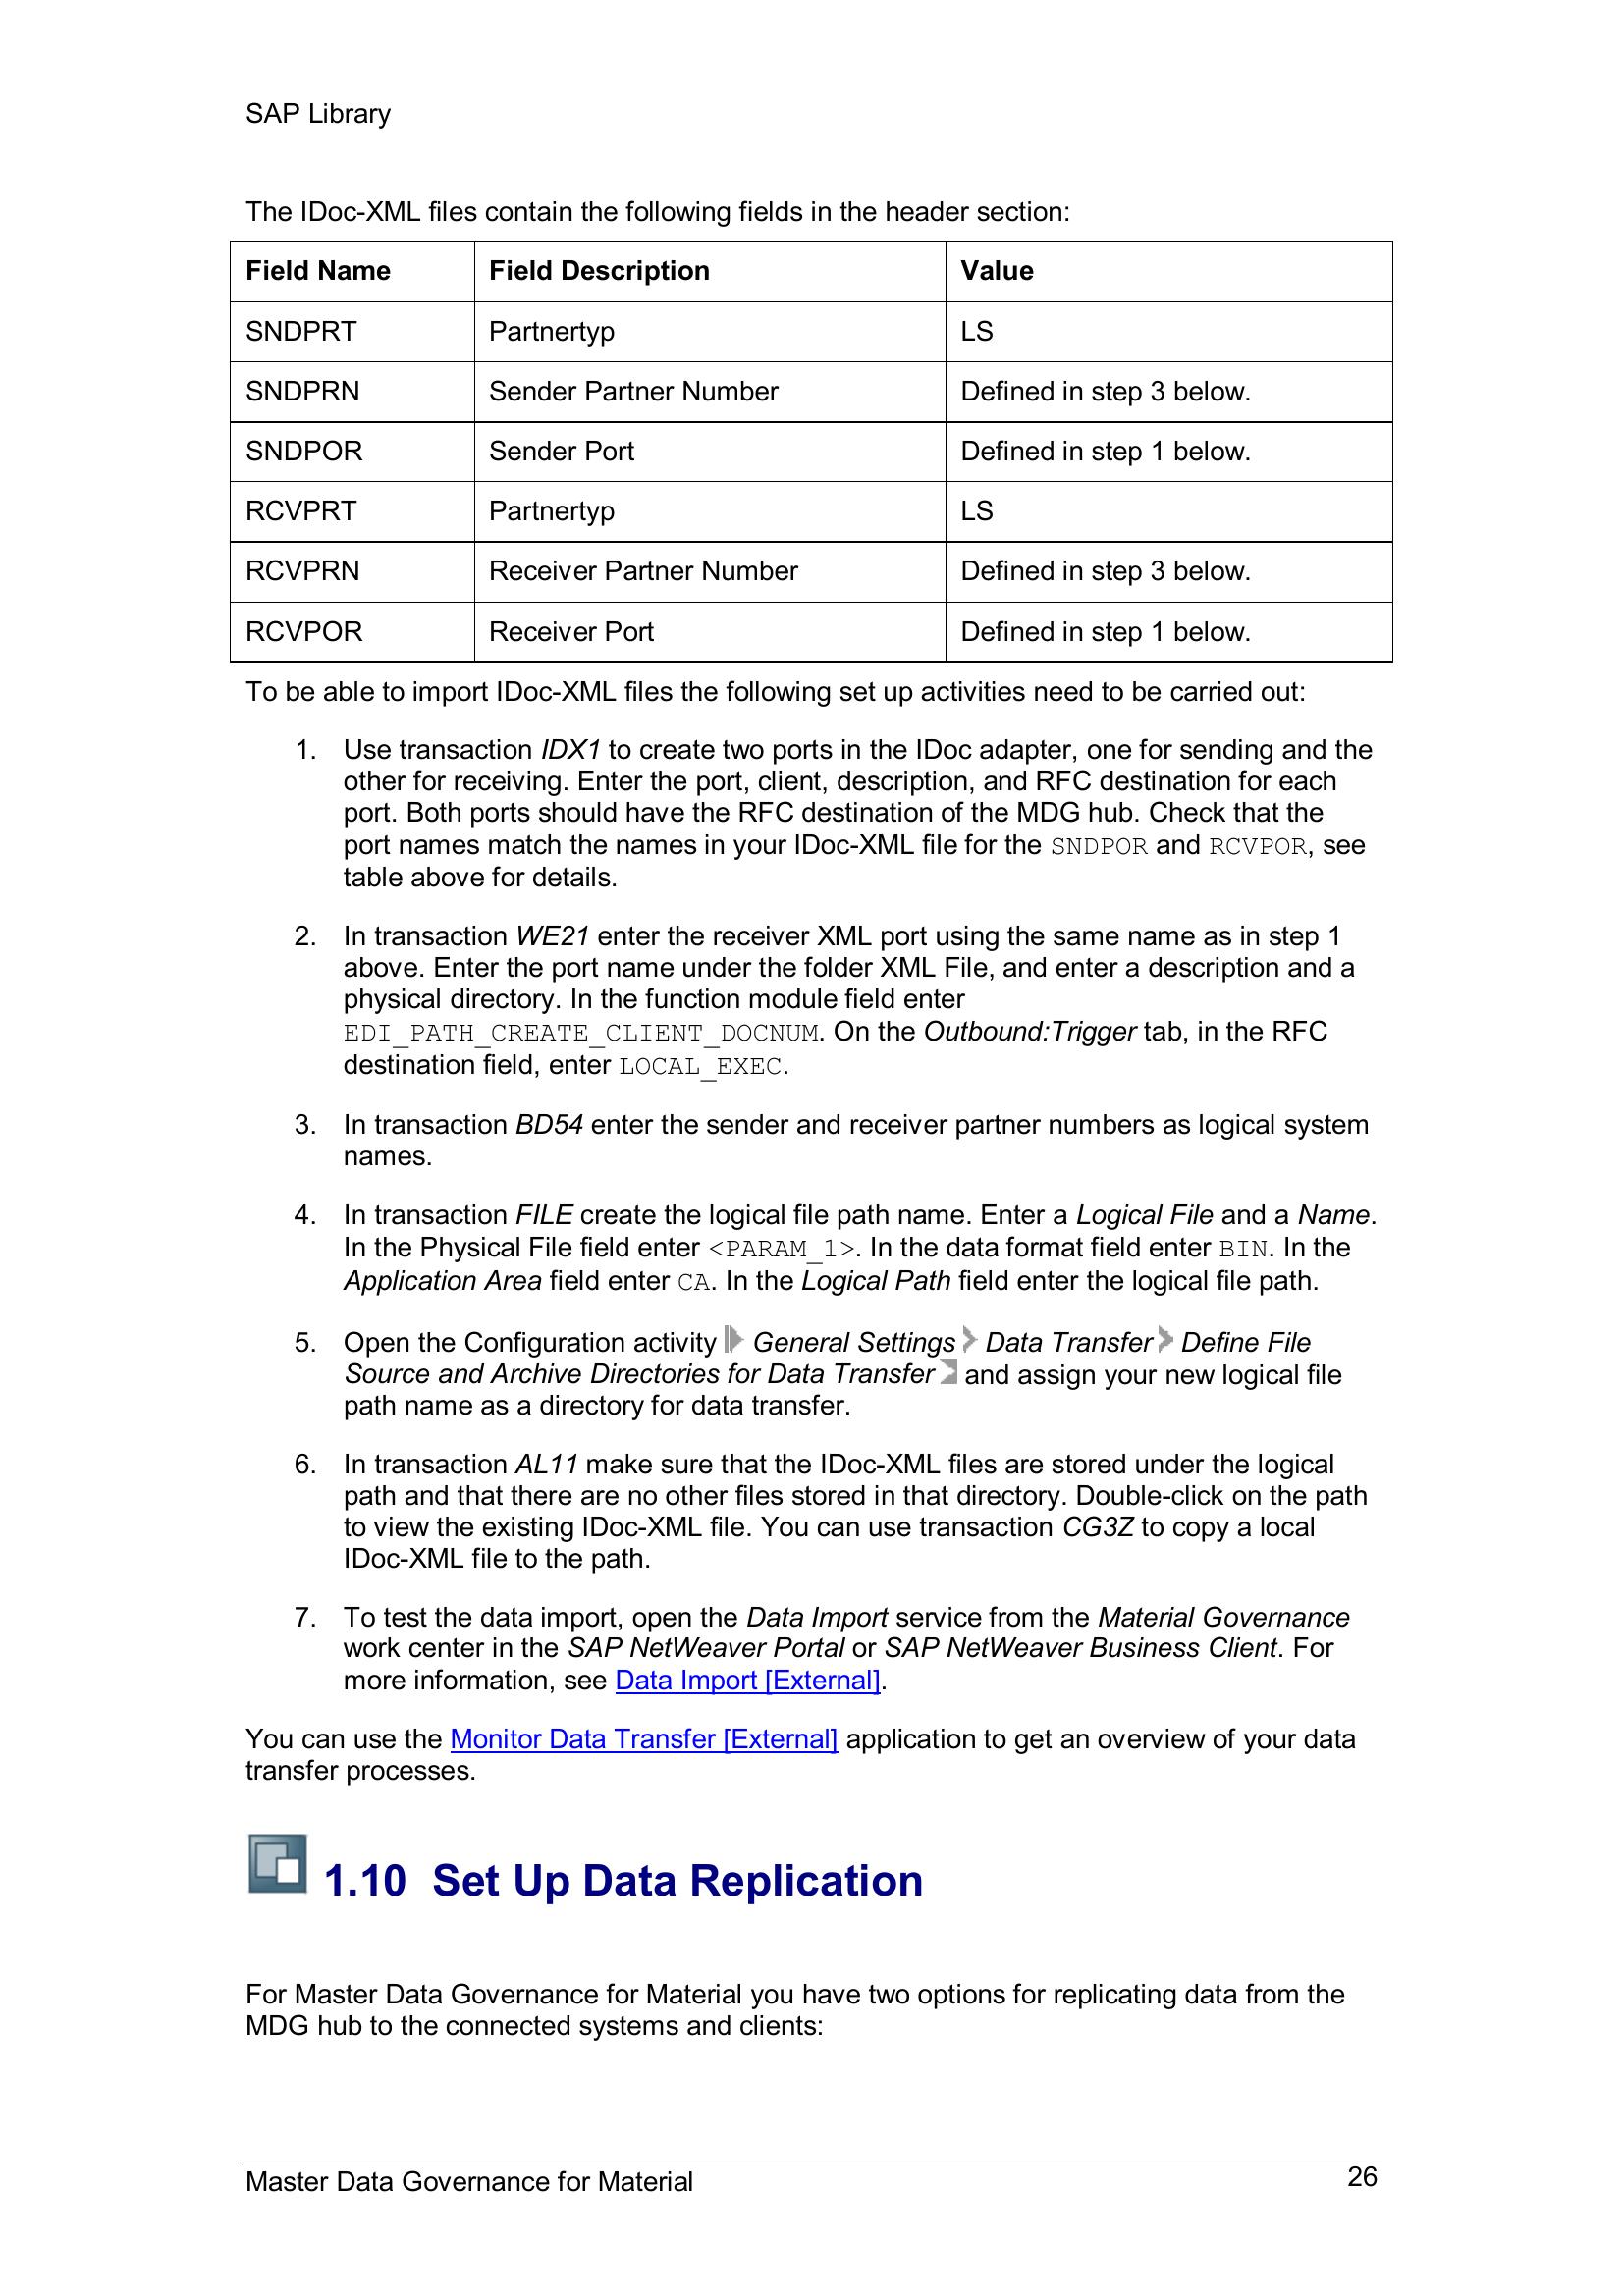 SAP Library
The IDoc-XML files contain the following fields in the header section:
Field Name Field Description Value
SNDPRT Partnertyp LS
SNDPRN Sender Partner Number Defined in step 3 below.
SNDPOR Sender Port Defined in step 1 below.
RCVPRT Partnertyp LS
RCVPRN Receiver Partner Number Defined in step 3 below.
RCVPOR Receiver Port Defined in step 1 below.
To be able to import IDoc-XML files the following set up activities need to be carried out:
1. Use transaction IDX1 to create two ports in the IDoc adapter, one for sending and the
other for receiving. Enter the port, client, description, and RFC destination for each
port. Both ports should have the RFC destination of the MDG hub. Check that the
port names match the names in your IDoc-XML file for the SNDPOR and RCVPOR, see
table above for details.
2. In transaction WE21 enter the receiver XML port using the same name as in step 1
above. Enter the port name under the folder XML File, and enter a description and a
physical directory. In the function module field enter
EDI_PATH_CREATE_CLIENT_DOCNUM. On the Outbound:Trigger tab, in the RFC
destination field, enter LOCAL_EXEC.
3. In transaction BD54 enter the sender and receiver partner numbers as logical system
names.
4. In transaction FILE create the logical file path name. Enter a Logical File and a Name.
In the Physical File field enter <PARAM_1>. In the data format field enter BIN. In the
Application Area field enter CA. In the Logical Path field enter the logical file path.
5. Open the Configuration activity General Settings Data Transfer Define File
Source and Archive Directories for Data Transfer and assign your new logical file
path name as a directory for data transfer.
6. In transaction AL11 make sure that the IDoc-XML files are stored under the logical
path and that there are no other files stored in that directory. Double-click on the path
to view the existing IDoc-XML file. You can use transaction CG3Z to copy a local
IDoc-XML file to the path.
7. To test the data import, open the Data Import service from the Material Governance
work center in the SAP NetWeaver Portal or SAP NetWeaver Business Client. For
more information, see Data Import [External].
You can use the Monitor Data Transfer [External] application to get an overview of your data
transfer processes.
1.10 Set Up Data Replication
For Master Data Governance for Material you have two options for replicating data from the
MDG hub to the connected systems and clients:
Master Data Governance for Material 26